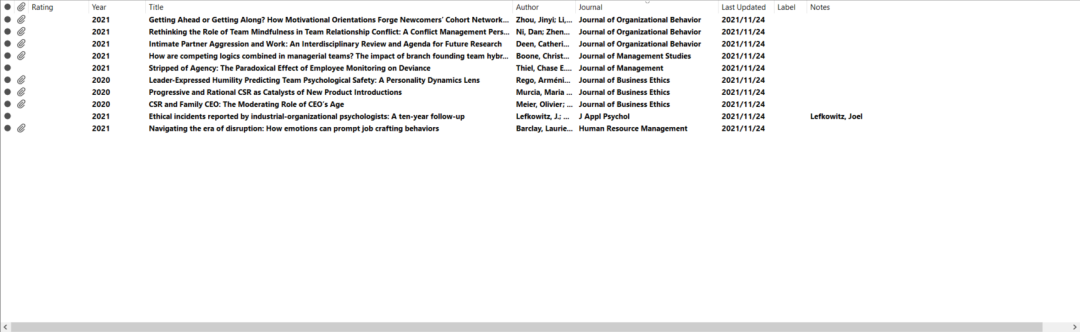 Rating Year Title Author Journal Last Updated Label Notes
2021 Getting Ahead or Getting Along? How Motivational Orientations Forge Newcomers' Cohort Network... Zhou, Jinyi; Li,... Journal of Organizational Behavior 2021/11/24
2021 Rethinking the Role of Team Mindfulness in Team Relationship Conflict: A Conflict Management Pers... Ni, Dan; Zhen... Journal of Organizational Behavior 2021/11/24
2021 Intimate Partner Aggression and Work: An Interdisciplinary Review and Agenda for Future Research Deen, Catheri... Journal of Organizational Behavior 2021/11/24
2021 How are competing logics combined in managerial teams? The impact of branch founding team hybr... Boone, Christ... Journal of Management Studies 2021/11/24
2021 Stripped of Agency: The Paradoxical Effect of Employee Monitoring on Deviance Thiel, Chase E.... Journal of Management 2021/11/24
2020 Leader-Expressed Humility Predicting Team Psychological Safety: A Personality Dynamics Lens Rego, Arméni... Journal of Business Ethics 2021/11/24
2020 Progressive and Rational CSR as Catalysts of New Product Introductions Murcia, Maria ... Journal of Business Ethics 2021/11/24
2020 CSR and Family CEO: The Moderating Role of CEO's Age Meier, Olivier; ... Journal of Business Ethics 2021/11/24
2021 Ethical incidents reported by industrial-organizational psychologists: A ten-year follow-up Lefkowitz, J.; ... J Appl Psychol 2021/11/24 Lefkowitz, Joel
2021 Navigating the era of disruption: How emotions can prompt job crafting behaviors Barclay, Laurie... Human Resource Management 2021/11/24